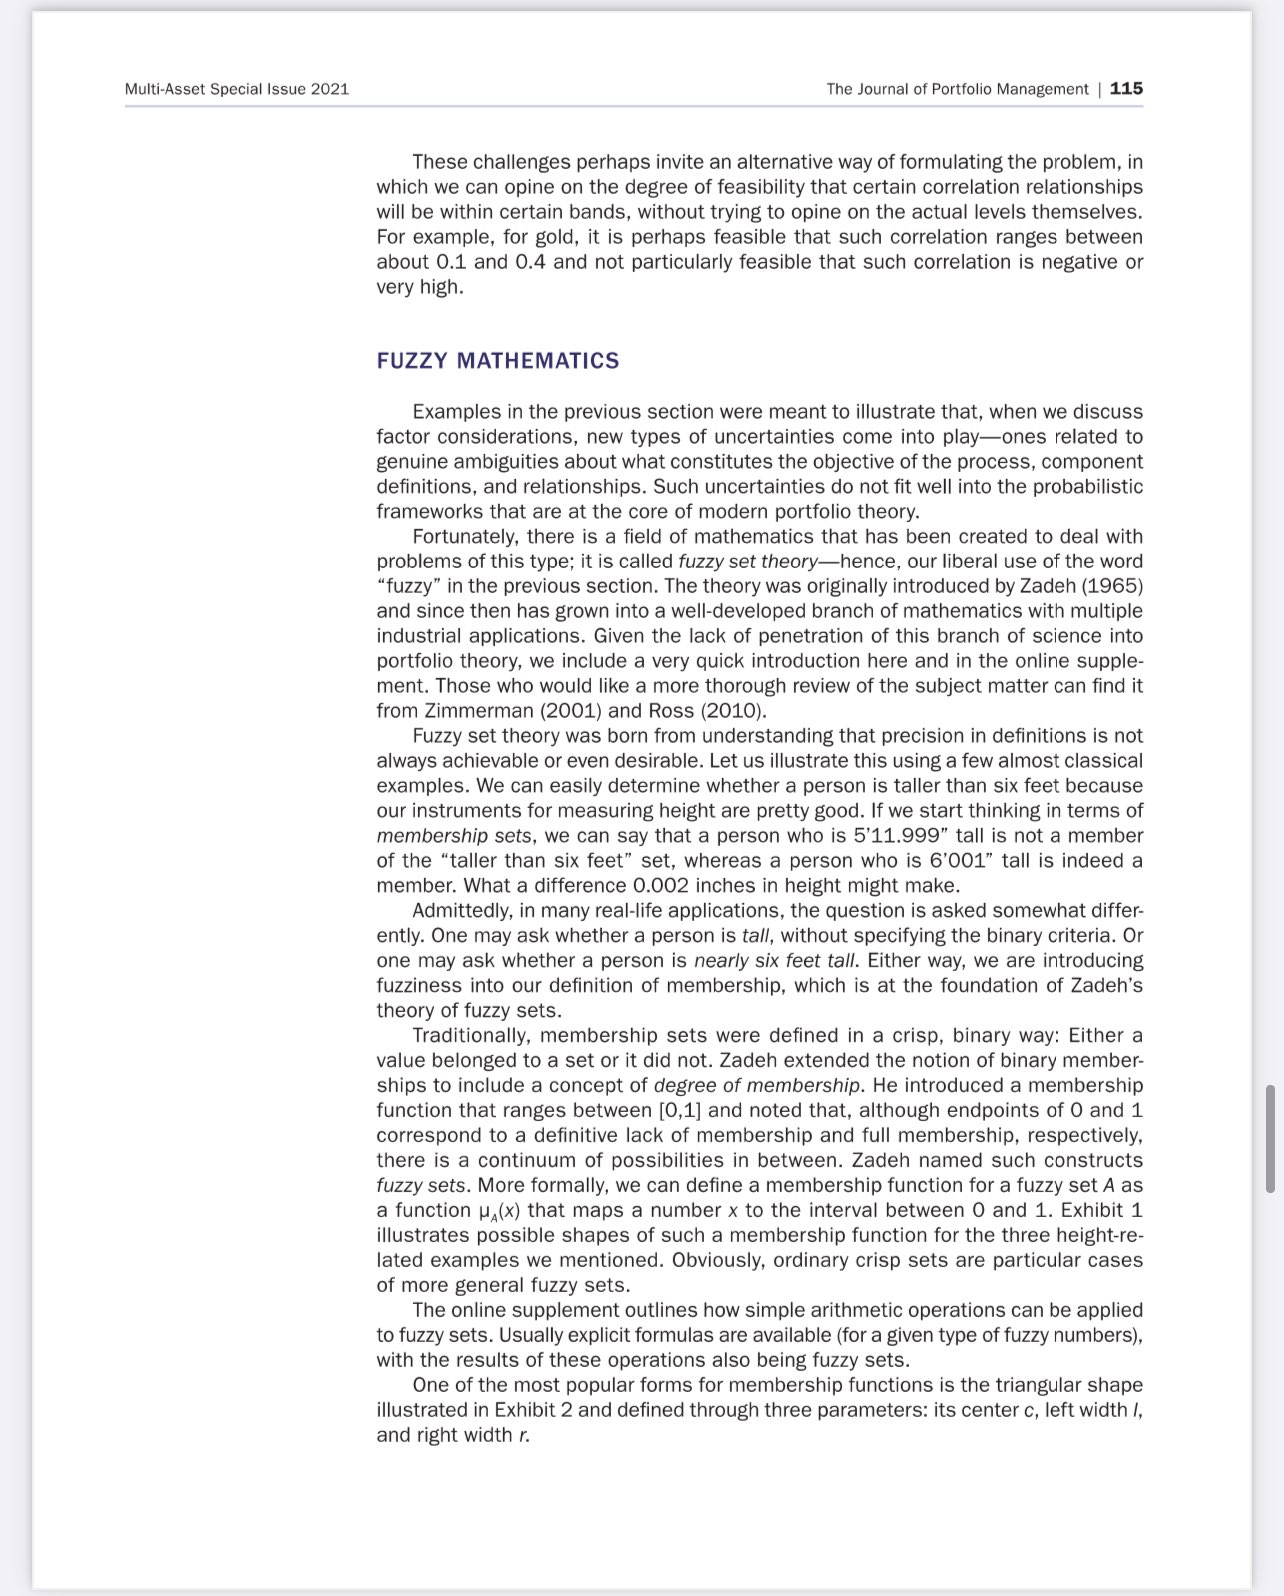 Multi-Asset Special Issue 2021
The Journal of Portfolio Management | 115
These challenges perhaps invite an alternative way of formulating the problem, in
which we can opine on the degree of feasibility that certain correlation relationships
will be within certain bands, without trying to opine on the actual levels themselves.
For example, for gold, it is perhaps feasible that such correlation ranges between
about 0.1 and 0.4 and not particularly feasible that such correlation is negative or
very high.
FUZZY MATHEMATICS
Examples in the previous section were meant to illustrate that, when we discuss
factor considerations, new types of uncertainties come into play—ones related to
genuine ambiguities about what constitutes the objective of the process, component
definitions, and relationships. Such uncertainties do not fit well into the probabilistic
frameworks that are at the core of modern portfolio theory.
Fortunately, there is a field of mathematics that has been created to deal with
problems of this type; it is called fuzzy set theory—hence, our liberal use of the word
“fuzzy” in the previous section. The theory was originally introduced by Zadeh (1965)
and since then has grown into a well-developed branch of mathematics with multiple
industrial applications. Given the lack of penetration of this branch of science into
portfolio theory, we include a very quick introduction here and in the online supple-
ment. Those who would like a more thorough review of the subject matter can find it
from Zimmerman (2001) and Ross (2010).
Fuzzy set theory was born from understanding that precision in definitions is not
always achievable or even desirable. Let us illustrate this using a few almost classical
examples. We can easily determine whether a person is taller than six feet because
our instruments for measuring height are pretty good. If we start thinking in terms of
membership sets, we can say that a person who is 5’11.999” tall is not a member
of the “taller than six feet” set, whereas a person who is 6’001” tall is indeed a
member. What a difference 0.002 inches in height might make.
Admittedly, in many real-life applications, the question is asked somewhat differ-
ently. One may ask whether a person is tall, without specifying the binary criteria. Or
one may ask whether a person is nearly six feet tall. Either way, we are introducing
fuzziness into our definition of membership, which is at the foundation of Zadeh’s
theory of fuzzy sets.
Traditionally, membership sets were defined in a crisp, binary way: Either a
value belonged to a set or it did not. Zadeh extended the notion of binary member-
ships to include a concept of degree of membership. He introduced a membership
function that ranges between [0,1] and noted that, although endpoints of 0 and 1
correspond to a definitive lack of membership and full membership, respectively,
there is a continuum of possibilities in between. Zadeh named such constructs
fuzzy sets. More formally, we can define a membership function for a fuzzy set A as
a function μA(x) that maps a number x to the interval between 0 and 1. Exhibit 1
illustrates possible shapes of such a membership function for the three height-re-
lated examples we mentioned. Obviously, ordinary crisp sets are particular cases
of more general fuzzy sets.
The online supplement outlines how simple arithmetic operations can be applied
to fuzzy sets. Usually explicit formulas are available (for a given type of fuzzy numbers),
with the results of these operations also being fuzzy sets.
One of the most popular forms for membership functions is the triangular shape
illustrated in Exhibit 2 and defined through three parameters: its center c, left width l,
and right width r.